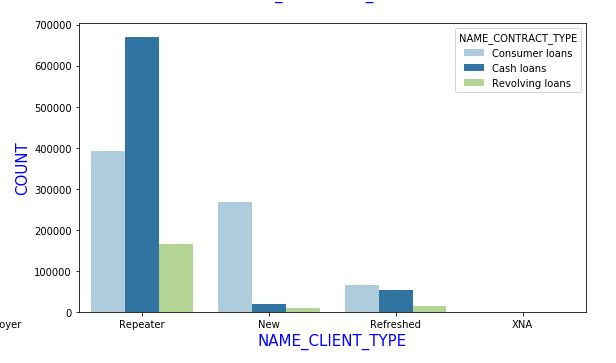 700000
600000
500000
400000
300000
200000
100000
0
COUNT
NAME_CONTRACT_TYPE
Consumer loans
Cash loans
Revolving loans
oyer
Repeater
New
Refreshed
XNA
NAME_CLIENT_TYPE